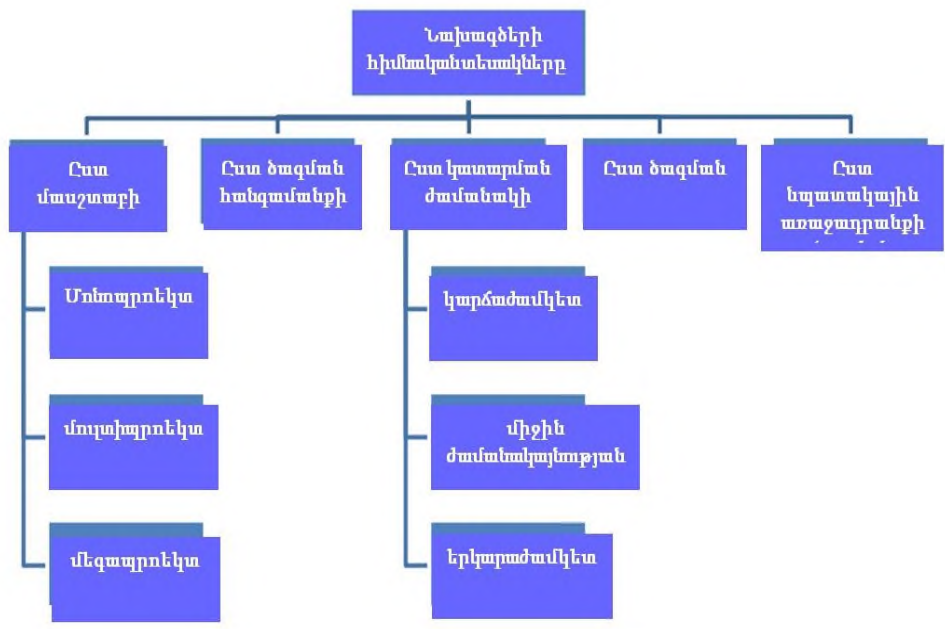 Նախագծերի
հիմնականտեսակները
Ըստ
մասշտաբի
Ըստ ծագման
հանգամանքի
Ըստ կատարման
ժամանակի
Ըստ ծագման
Ըստ
նպատակային
առաջադրանքի
Մոնոպրոեկտ
մուլտիպրոեկտ
մեգապրոեկտ
կարճաժամկետ
միջին
ժամանակայնության
երկարաժամկետ